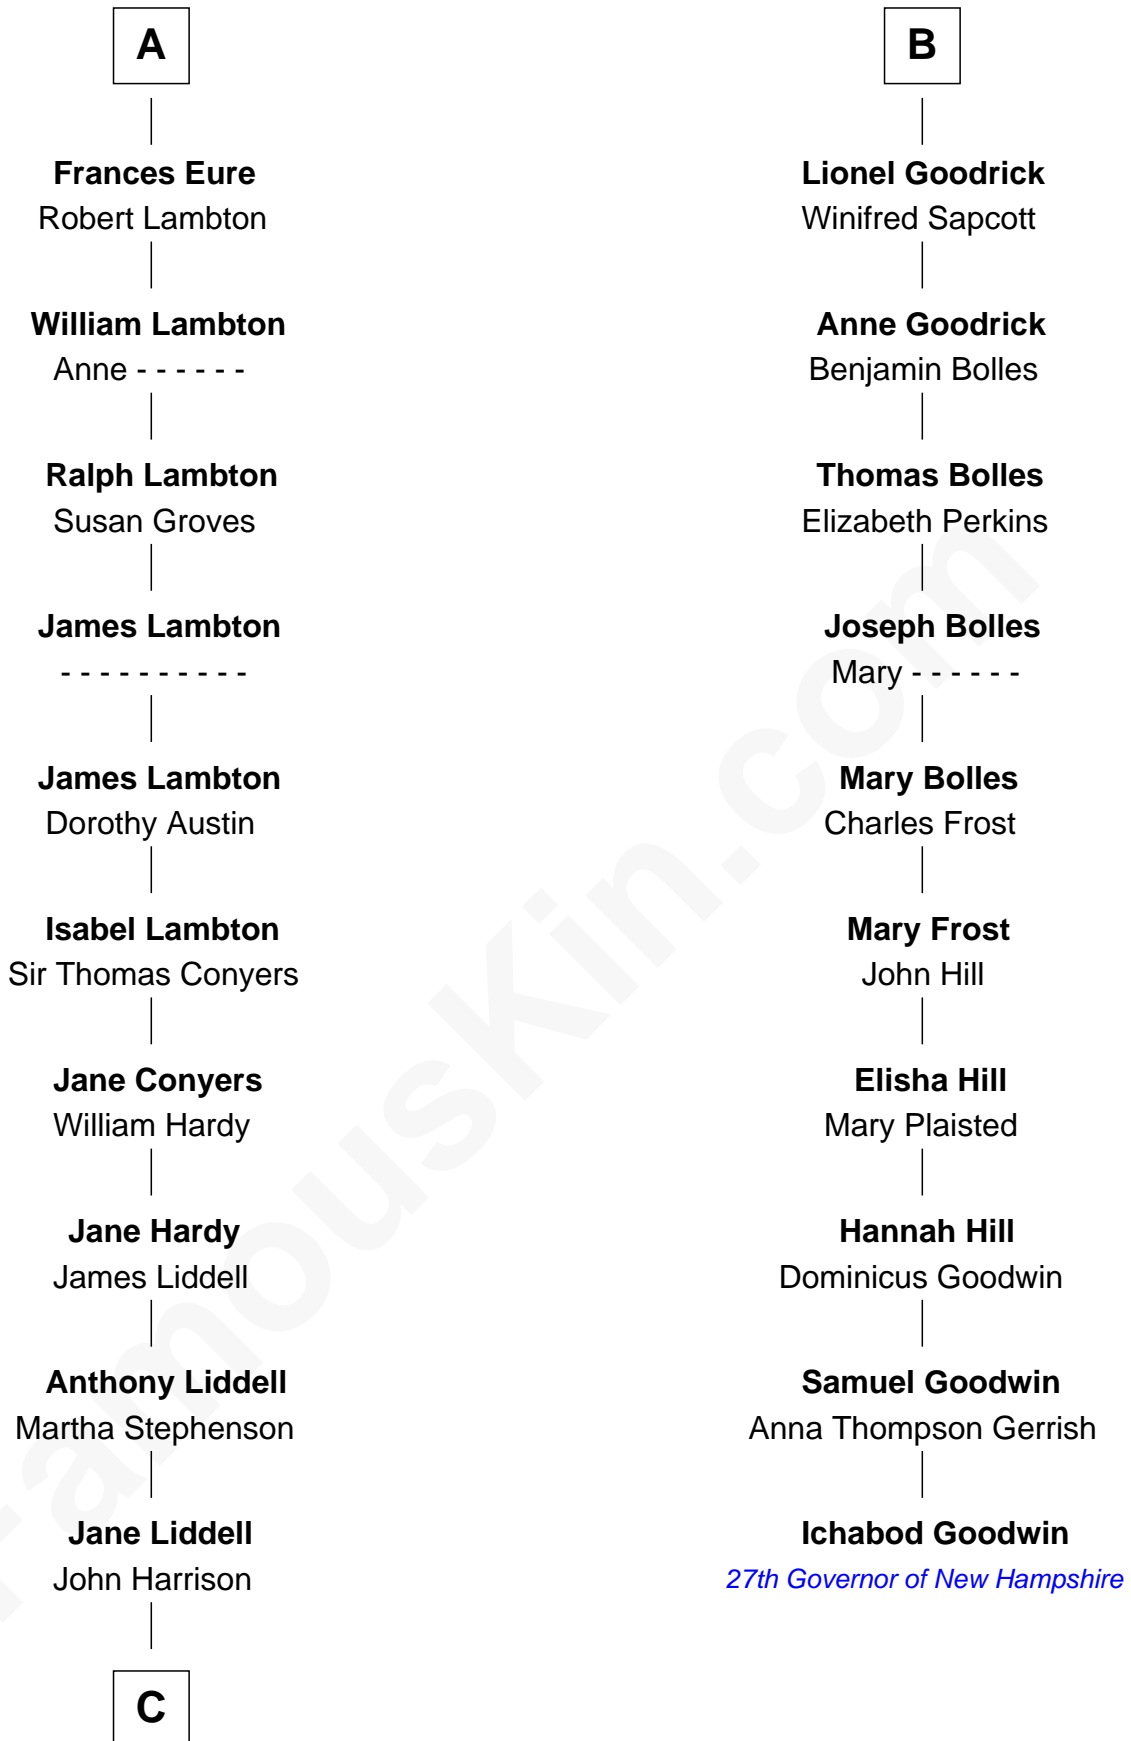 A
Frances Eure
Robert Lambton
William Lambton
Anne - - - - - -
Ralph Lambton
Susan Groves
James Lambton
- - - - - - - - - -
James Lambton
Dorothy Austin
Isabel Lambton
Sir Thomas Conyers
Jane Conyers
William Hardy
Jane Hardy
James Liddell
Anthony Liddell
Martha Stephenson
Jane Liddell
John Harrison
C
B
Lionel Goodrick
Winifred Sapcott
Anne Goodrick
Benjamin Bolles
Thomas Bolles
Elizabeth Perkins
Joseph Bolles
Mary - - - - - -
Mary Bolles
Charles Frost
Mary Frost
John Hill
Elisha Hill
Mary Plaisted
Hannah Hill
Dominicus Goodwin
Samuel Goodwin
Anna Thompson Gerrish
Ichabod Goodwin
27th Governor of New Hampshire
FamousKin.com